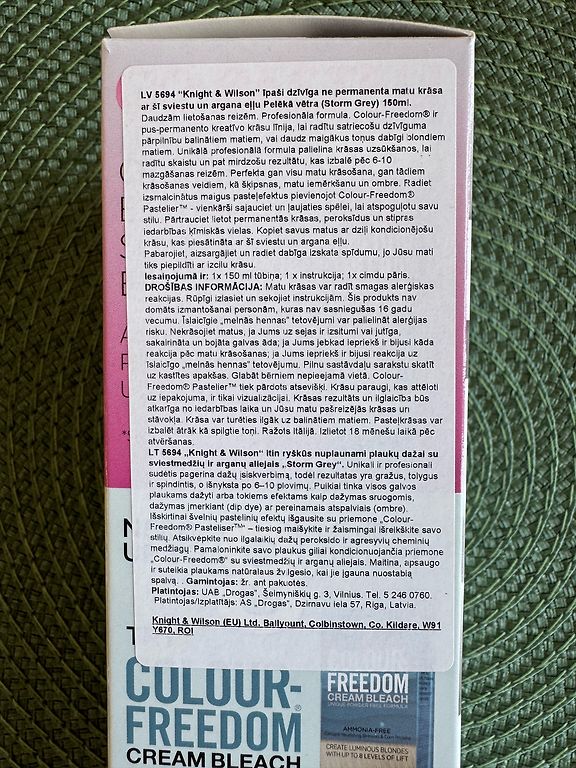 LV 5694 "Knight & Wilson" īpaši dzīvīga ne permanenta matu krāsa
ar šī sviestu un argana eļļu Pelēkā vētra (Storm Grey) 150ml.
Daudzām lietošanas reizēm. Profesionāla formula. Colour-Freedom® ir
pus-permanento kreatīvo krāsu līnija, lai radītu satriecošu dzīvīguma
pārpilnību balinātiem matiem, vai daudz maigākus toņus dabīgi blondiem
matiem. Unikālā profesionālā formula palielina krāsas uzsūkšanos, lai
radītu skaistu un pat mirdzošu rezultātu, kas izbalē pēc 6-10
mazgāšanas reizēm. Perfekta gan visu matu krāsošanai, gan tādiem
krāsošanas veidiem, kā šķipsnas, matu iemērkšanu un ombre. Radiet
izsmalcinātus maigus pasteļefektus pievienojot Colour-Freedom®
Pastelier™ - vienkārši sajauciet un ļaujaties spēlei, lai atspoguļotu savu
stilu. Pārtrauciet lietot permanentās krāsas, peroksīdus un stipras
iedarbības ķīmiskās vielas. Kopiet savus matus ar dziļi kondicionējošu
krāsu, kas piesātināta ar šī sviestu un argana eļļu.
Pabarojiet, aizsargājiet un radiet dabīga izskata spīdumu, jo Jūsu mati
tiks piepildīti ar izcilu krāsu.
Iesaiņojumā ir: 1x 150 ml tūbiņa; 1 x instrukcija; 1x cimdu pāris.
DROŠĪBAS INFORMĀCIJA: Matu krāsas var radīt smagas alerģiskas
reakcijas. Rūpīgi izlasiet un sekojiet instrukcijām. Šis produkts nav
domāts izmantošanai personām, kuras nav sasniegušas 16 gadu
vecumu. Īslaicīgie „melnās hennas" tetovējumi var palielināt alerģijas
risku. Nekrāsojiet matus, ja Jums uz sejas ir izsitumi vai jutīga,
sakairināta un bojāta galvas āda; ja Jums jebkad iepriekš ir bijusi kāda
reakcija pēc matu krāsošanas; ja Jums iepriekš ir bijusi reakcija uz
īslaicīgo „melnās hennas" tetovējumu. Pilnu sastāvdaļu sarakstu skatīt
uz kastītes apakšas. Glabāt bērniem nepieejamā vietā. Colour-
Freedom® Pastelier™ tiek pārdots atsevišķi. Krāsu paraugi, kas attēloti
uz iepakojuma, ir tikai vizualizācijai. Krāsas rezultāts un ilglaicība būs
atkarīga no iedarbības laika un Jūsu matu pašreizējās krāsas un
stāvokļa. Krāsa var turēties ilgāk uz balinātiem matiem. Pasteļkrāsas var
izbalēt ātrāk kā spilgtie toņi. Ražots Itālijā. Izlietot 18 mēnešu laikā pēc
atvēršanas.
LT 5694 „Knight & Wilson" itin ryškūs nuplaunami plaukų dažai su
sviestmedžių ir arganų aliejais „Storm Grey".  Unikali ir profesionali
sudėtis pagerina dažų įsiskverbimą, todėl rezultatas yra gražus, tolygus
ir spindintis, o išnyksta po 6–10 plovimų. Puikiai tinka visos galvos
plaukams dažyti arba tokiems efektams kaip dažymas sruogomis,
dažymas įmerkiant (dip dye) ar pereinamais atspalviais (ombre).
Išskirtinai švelnių pastelinių efektų išgausite su priemone „Colour-
Freedom® Pasteliser™" – tiesiog maišykite ir žaismingai išreikškite savo
stilių. Atsikvėpkite nuo ilgalaikių dažų peroksido ir agresyvių cheminių
medžiagų. Pamaloninkite savo plaukus giliai kondicionuojančia priemone
„Colour-Freedom®" su sviestmedžių ir arganų aliejais. Maitina, apsaugo
ir suteikia plaukams natūralaus žvilgesio, kai jie įgauna nuostabią
spalvą. . Gamintojas: žr. ant pakuotės.
Platintojas: UAB „Drogas", Šeimyniškių g. 3, Vilnius. Tel. 5 246 0760.
Platintojas/Izplatītājs: AS „Drogas", Dzirnavu iela 57, Riga, Latvia.
Knight & Wilson (EU) Ltd. Ballyount, Colbinstown, Co. Kildare, W91
Y670, ROI
COLOUR-
FREEDOM®
CREAM BLEACH
FREEDOM
CREAM BLEACH
UNIQUE POWDER FREE FORMULA
AMMONIA-FREE
CREATE LUMINOUS BLONDES
WITH UP TO 8 LEVELS OF LIFT